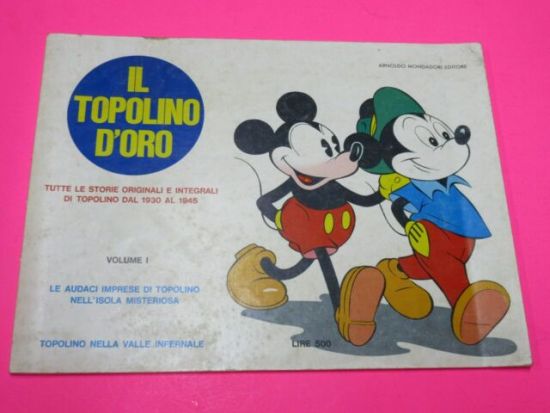 ARNOLDO MONDADORI EDITORE
IL
TOPOLINO
D'ORO
TUTTE LE STORIE ORIGINALI E INTEGRALI
DI TOPOLINO DAL 1930 AL 1945
VOLUME I
LE AUDACI IMPRESE DI TOPOLINO
NELL'ISOLA MISTERIOSA
TOPOLINO NELLA VALLE INFERNALE
LIRE 500